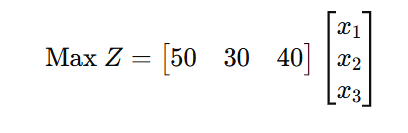 Max Z = [50 30 40] [x₁ x₂ x₃]